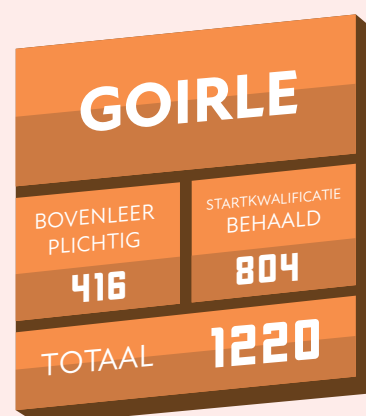 GOIRLE
BOVENLEER
PLICHTIG
416
STARTKWALIFICATIE
BEHAALD
804
TOTAAL 1220